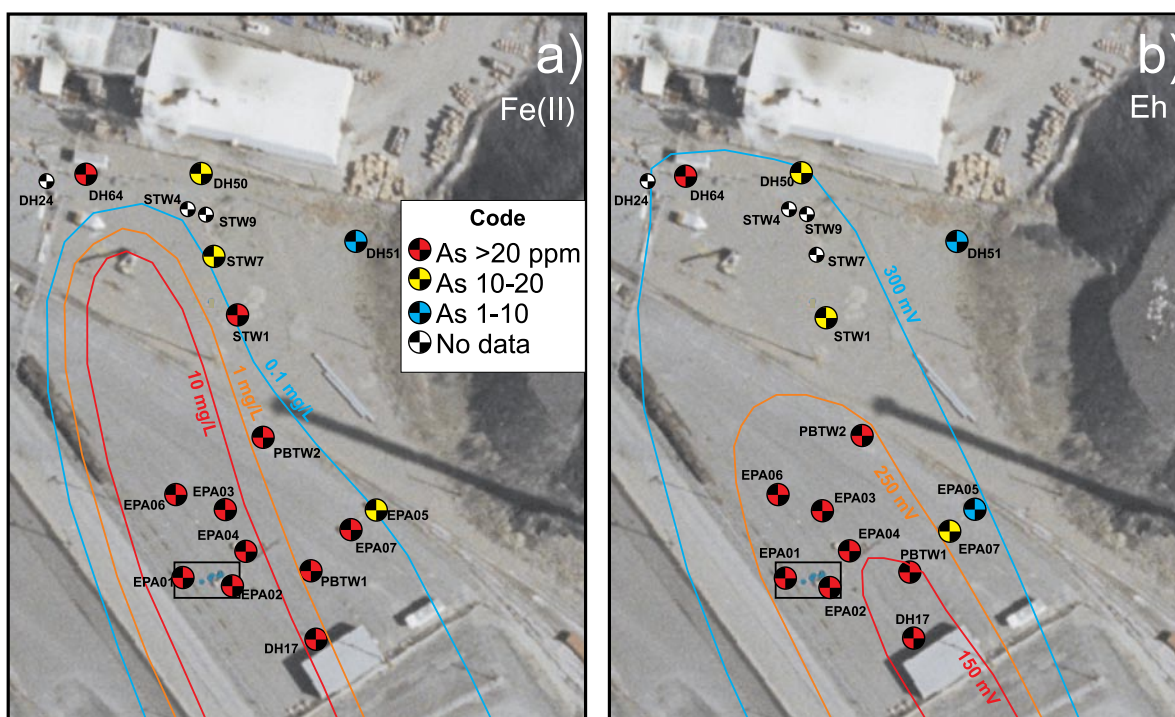 a)
Fe(II)
DH24
DH64
DH50
STW4
STW9
STW7
DH51
STW1
Code
As >20 ppm
As 10-20
As 1-10
No data
10 mg/L
1 mg/L
0.1 mg/L
PBTW2
EPA06
EPA03
EPA05
EPA07
EPA04
EPA01
EPA02
PBTW1
DH17
b)
Eh
DH24
DH64
DH50
STW4
STW9
STW7
DH51
STW1
300 mV
PBTW2
250 mV
EPA06
EPA03
EPA05
EPA04
EPA07
EPA01
PBTW1
EPA02
DH17
150 mV